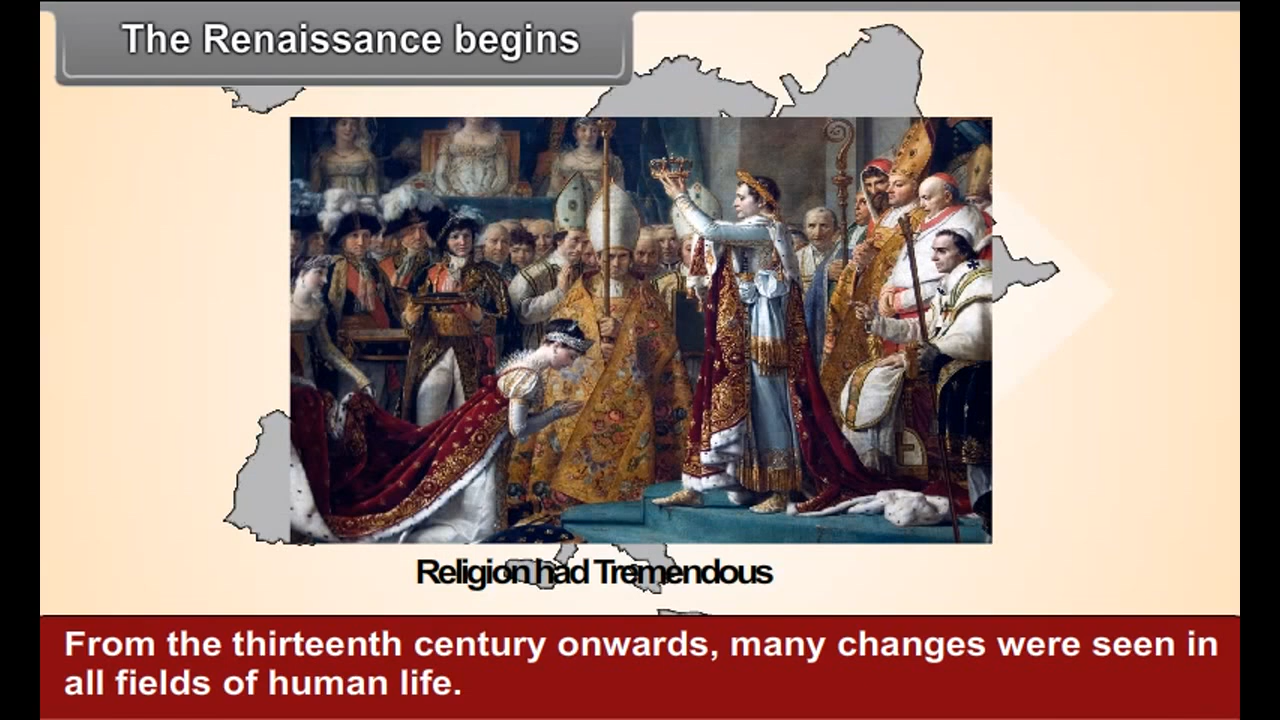 The Renaissance begins
Religion had Tremendous
From the thirteenth century onwards, many changes were seen in
all fields of human life.